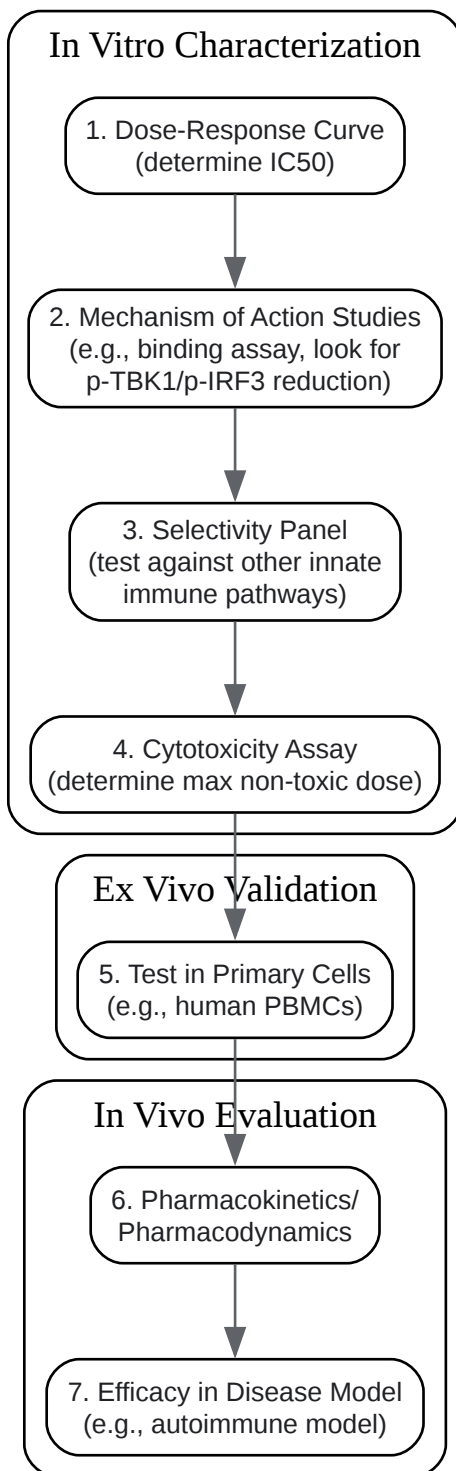 In Vitro Characterization
1. Dose-Response Curve
(determine IC50)
2. Mechanism of Action Studies
(e.g., binding assay, look for
p-TBK1/p-IRF3 reduction)
3. Selectivity Panel
(test against other innate
immune pathways)
4. Cytotoxicity Assay
(determine max non-toxic dose)
Ex Vivo Validation
5. Test in Primary Cells
(e.g., human PBMCs)
In Vivo Evaluation
6. Pharmacokinetics/
Pharmacodynamics
7. Efficacy in Disease Model
(e.g., autoimmune model)